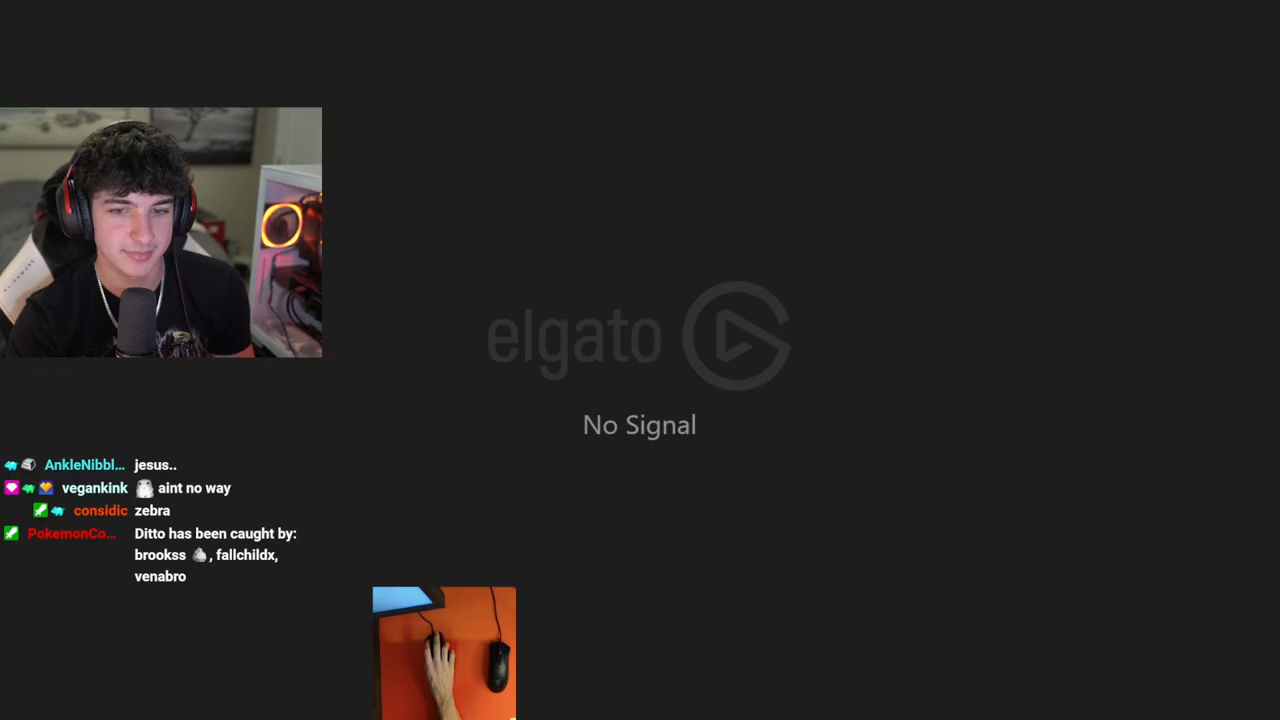 elgato
No Signal
AnkleNibbl... jesus..
vegankink aint no way
considic zebra
PokemonCo... Ditto has been caught by:
brookss , fallchildx,
venabro